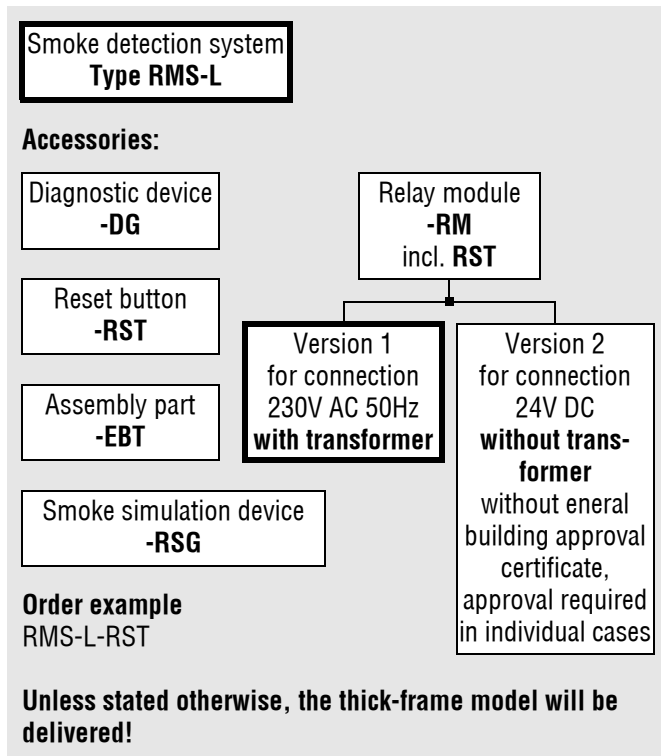 Smoke detection system
Type RMS-L
Accessories:
Diagnostic device
-DG
Reset button
-RST
Assembly part
-EBT
Smoke simulation device
-RSG
Relay module
-RM
incl. RST
Version 1
for connection
230V AC 50Hz
with transformer
Version 2
for connection
24V DC
without trans-
former
without eneral
building approval
certificate,
approval required
in individual cases
Order example
RMS-L-RST
Unless stated otherwise, the thick-frame model will be
delivered!